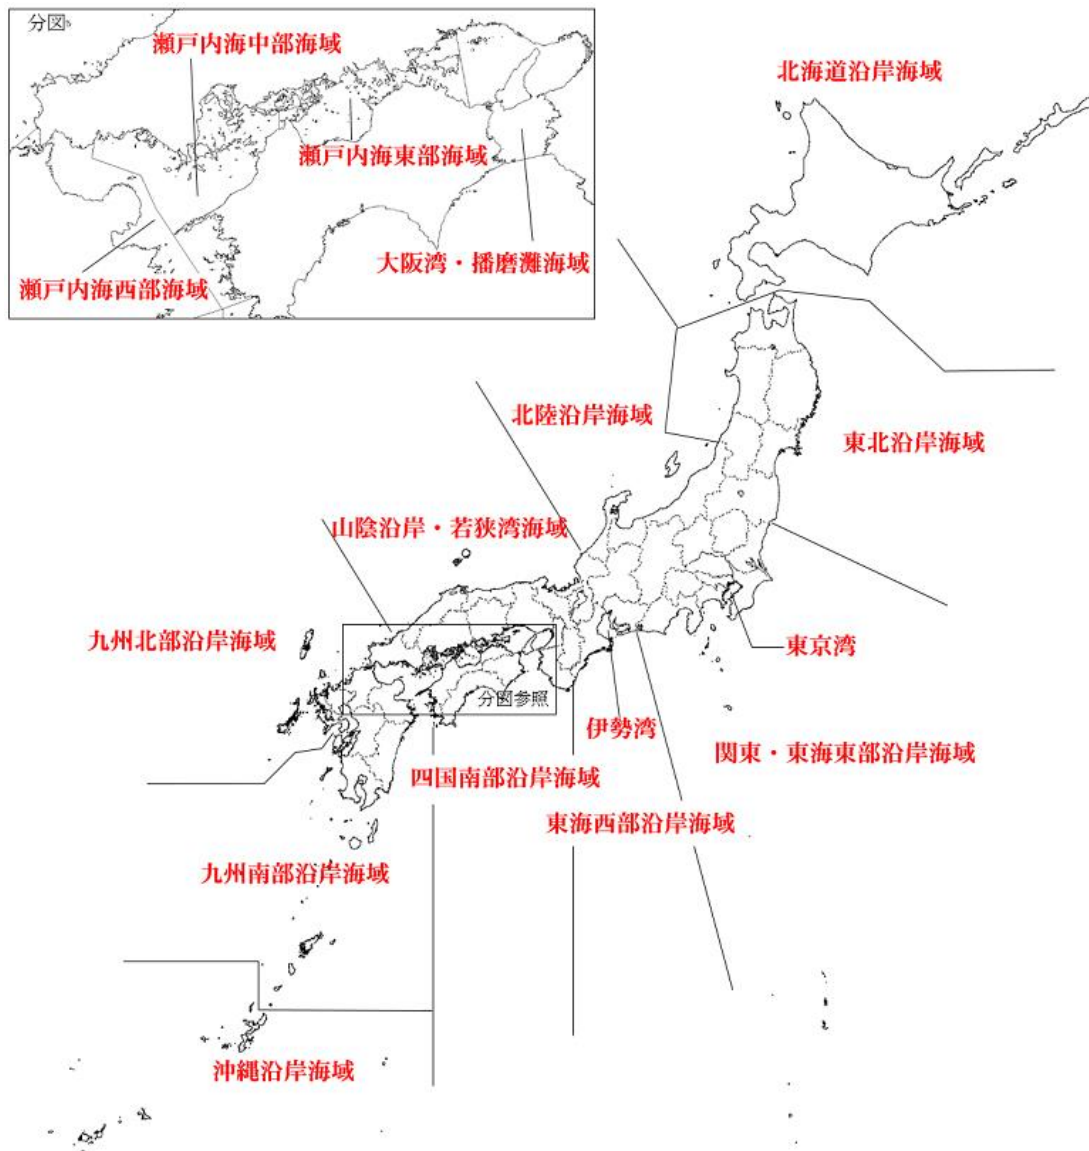 分図
瀬戸内海中部海域
瀬戸内海東部海域
大阪湾・播磨灘海域
瀬戸内海西部海域
北海道沿岸海域
北陸沿岸海域
東北沿岸海域
山陰沿岸・若狭湾海域
九州北部沿岸海域
東京湾
分図参照
伊勢湾
関東・東海東部沿岸海域
四国南部沿岸海域
東海西部沿岸海域
九州南部沿岸海域
沖縄沿岸海域